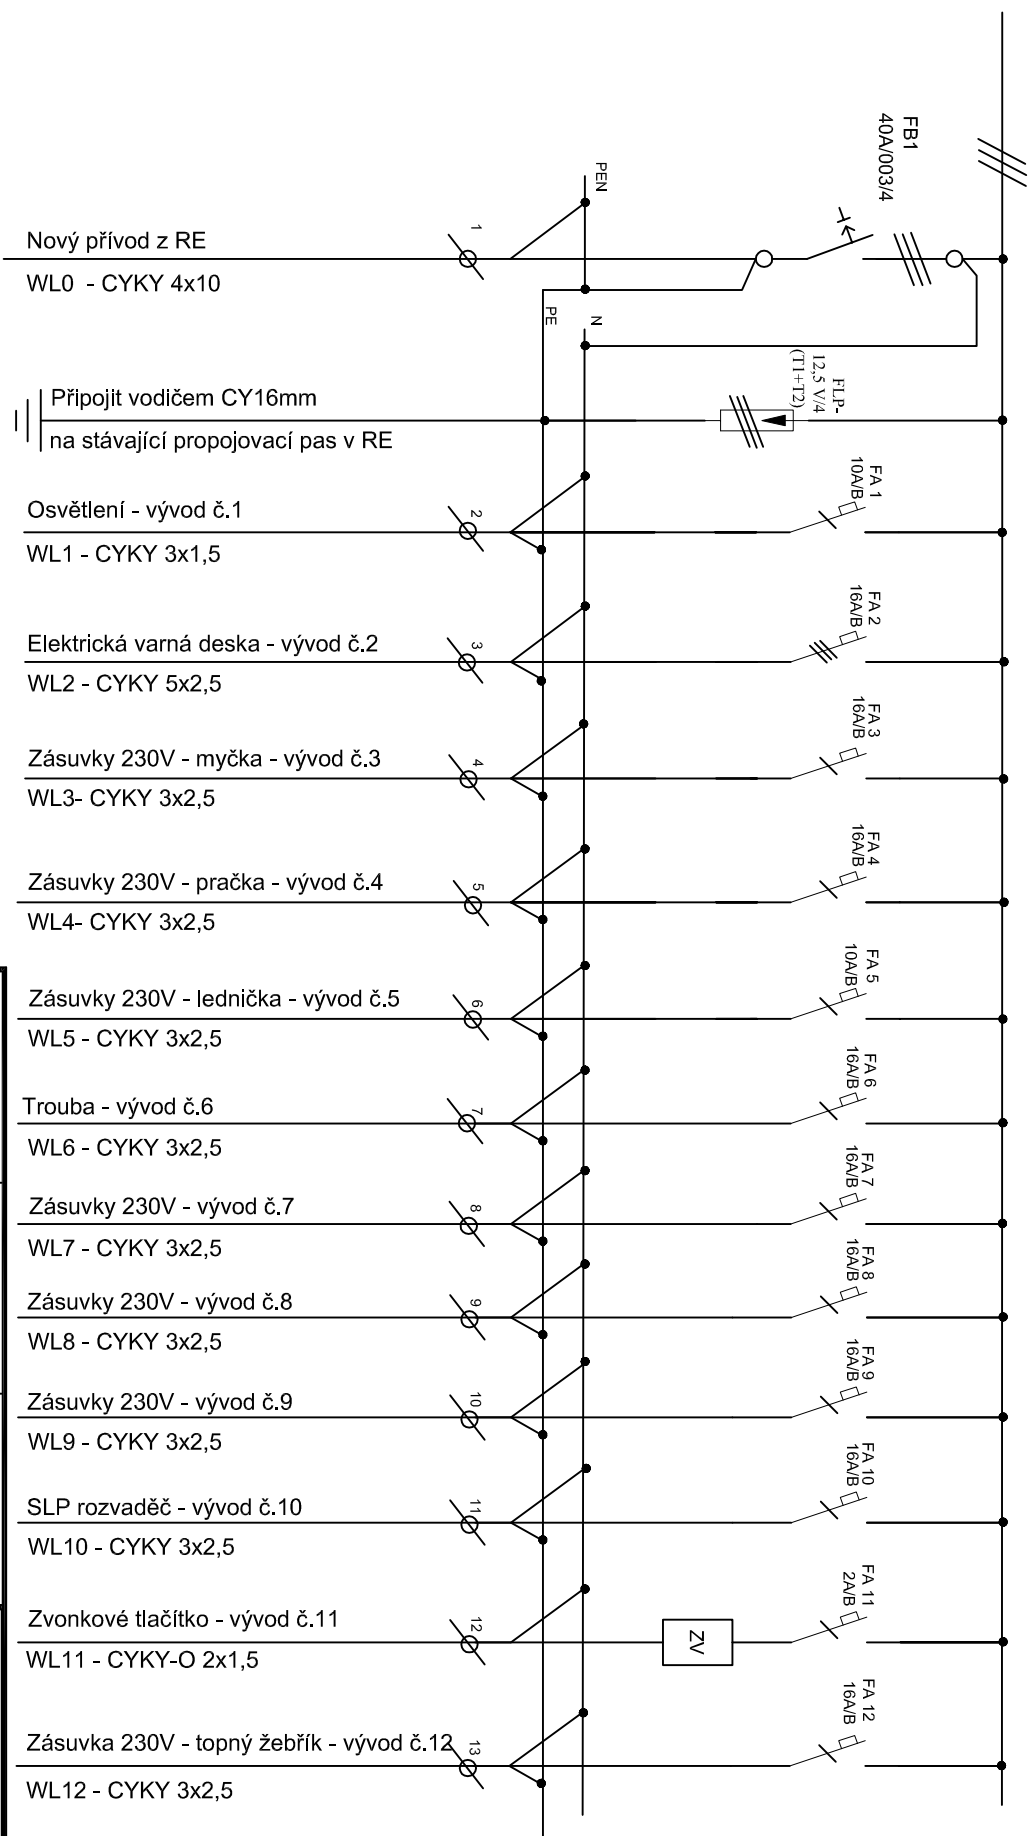 FB1
40A/003/4
PEN
1
Nový přívod z RE
WL0 - CYKY 4x10
PE
N
FLP-
12,5 V/4
(T1+T2)
Připojit vodičem CY16mm
na stávající propojovací pas v RE
FA 1
10A/B
2
Osvětlení - vývod č.1
WL1 - CYKY 3x1,5
FA 2
16A/B
3
Elektrická varná deska - vývod č.2
WL2 - CYKY 5x2,5
FA 3
16A/B
4
Zásuvky 230V - myčka - vývod č.3
WL3- CYKY 3x2,5
FA 4
16A/B
5
Zásuvky 230V - pračka - vývod č.4
WL4- CYKY 3x2,5
FA 5
10A/B
6
Zásuvky 230V - lednička - vývod č.5
WL5 - CYKY 3x2,5
FA 6
16A/B
7
Trouba - vývod č.6
WL6 - CYKY 3x2,5
FA 7
16A/B
8
Zásuvky 230V - vývod č.7
WL7 - CYKY 3x2,5
FA 8
16A/B
9
Zásuvky 230V - vývod č.8
WL8 - CYKY 3x2,5
FA 9
16A/B
10
Zásuvky 230V - vývod č.9
WL9 - CYKY 3x2,5
FA 10
16A/B
11
SLP rozvaděč - vývod č.10
WL10 - CYKY 3x2,5
FA 11
2A/B
12
ZV
Zvonkové tlačítko - vývod č.11
WL11 - CYKY-O 2x1,5
FA 12
16A/B
13
Zásuvka 230V - topný žebřík - vývod č.12
WL12 - CYKY 3x2,5